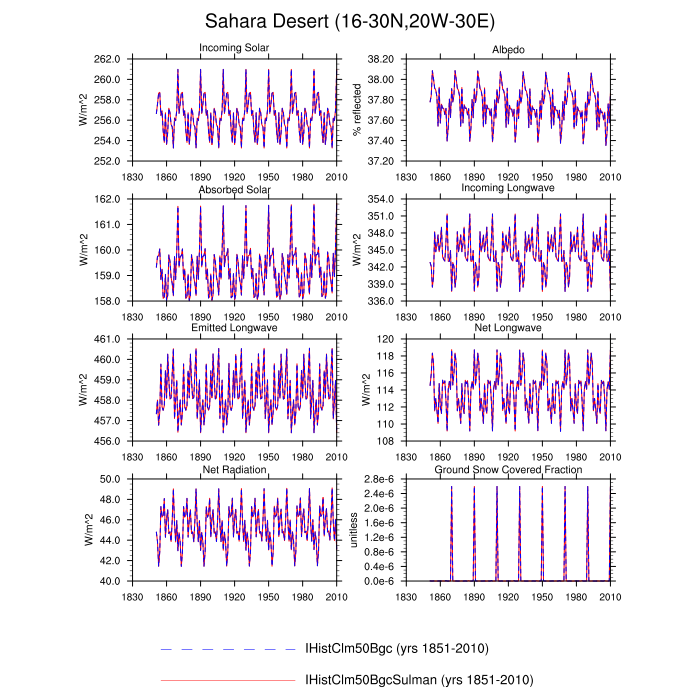 Sahara Desert (16-30N,20W-30E)
Incoming Solar
262.0
260.0
258.0
256.0
254.0
252.0
W/m^2
1830 1860 1890 1920 1950 1980 2010
Albedo
38.20
38.00
37.80
37.60
37.40
37.20
% reflected
1830 1860 1890 1920 1950 1980 2010
Absorbed Solar
162.0
161.0
160.0
159.0
158.0
W/m^2
1830 1860 1890 1920 1950 1980 2010
Incoming Longwave
354.0
351.0
348.0
345.0
342.0
339.0
336.0
W/m^2
1830 1860 1890 1920 1950 1980 2010
Emitted Longwave
461.0
460.0
459.0
458.0
457.0
456.0
W/m^2
1830 1860 1890 1920 1950 1980 2010
Net Longwave
120
118
116
114
112
110
108
W/m^2
1830 1860 1890 1920 1950 1980 2010
Net Radiation
50.0
48.0
46.0
44.0
42.0
40.0
W/m^2
1830 1860 1890 1920 1950 1980 2010
Ground Snow Covered Fraction
2.8e-6
2.4e-6
2.0e-6
1.6e-6
1.2e-6
0.8e-6
0.4e-6
0.0e-6
unitless
1830 1860 1890 1920 1950 1980 2010
IHistClm50Bgc (yrs 1851-2010)
IHistClm50BgcSulman (yrs 1851-2010)